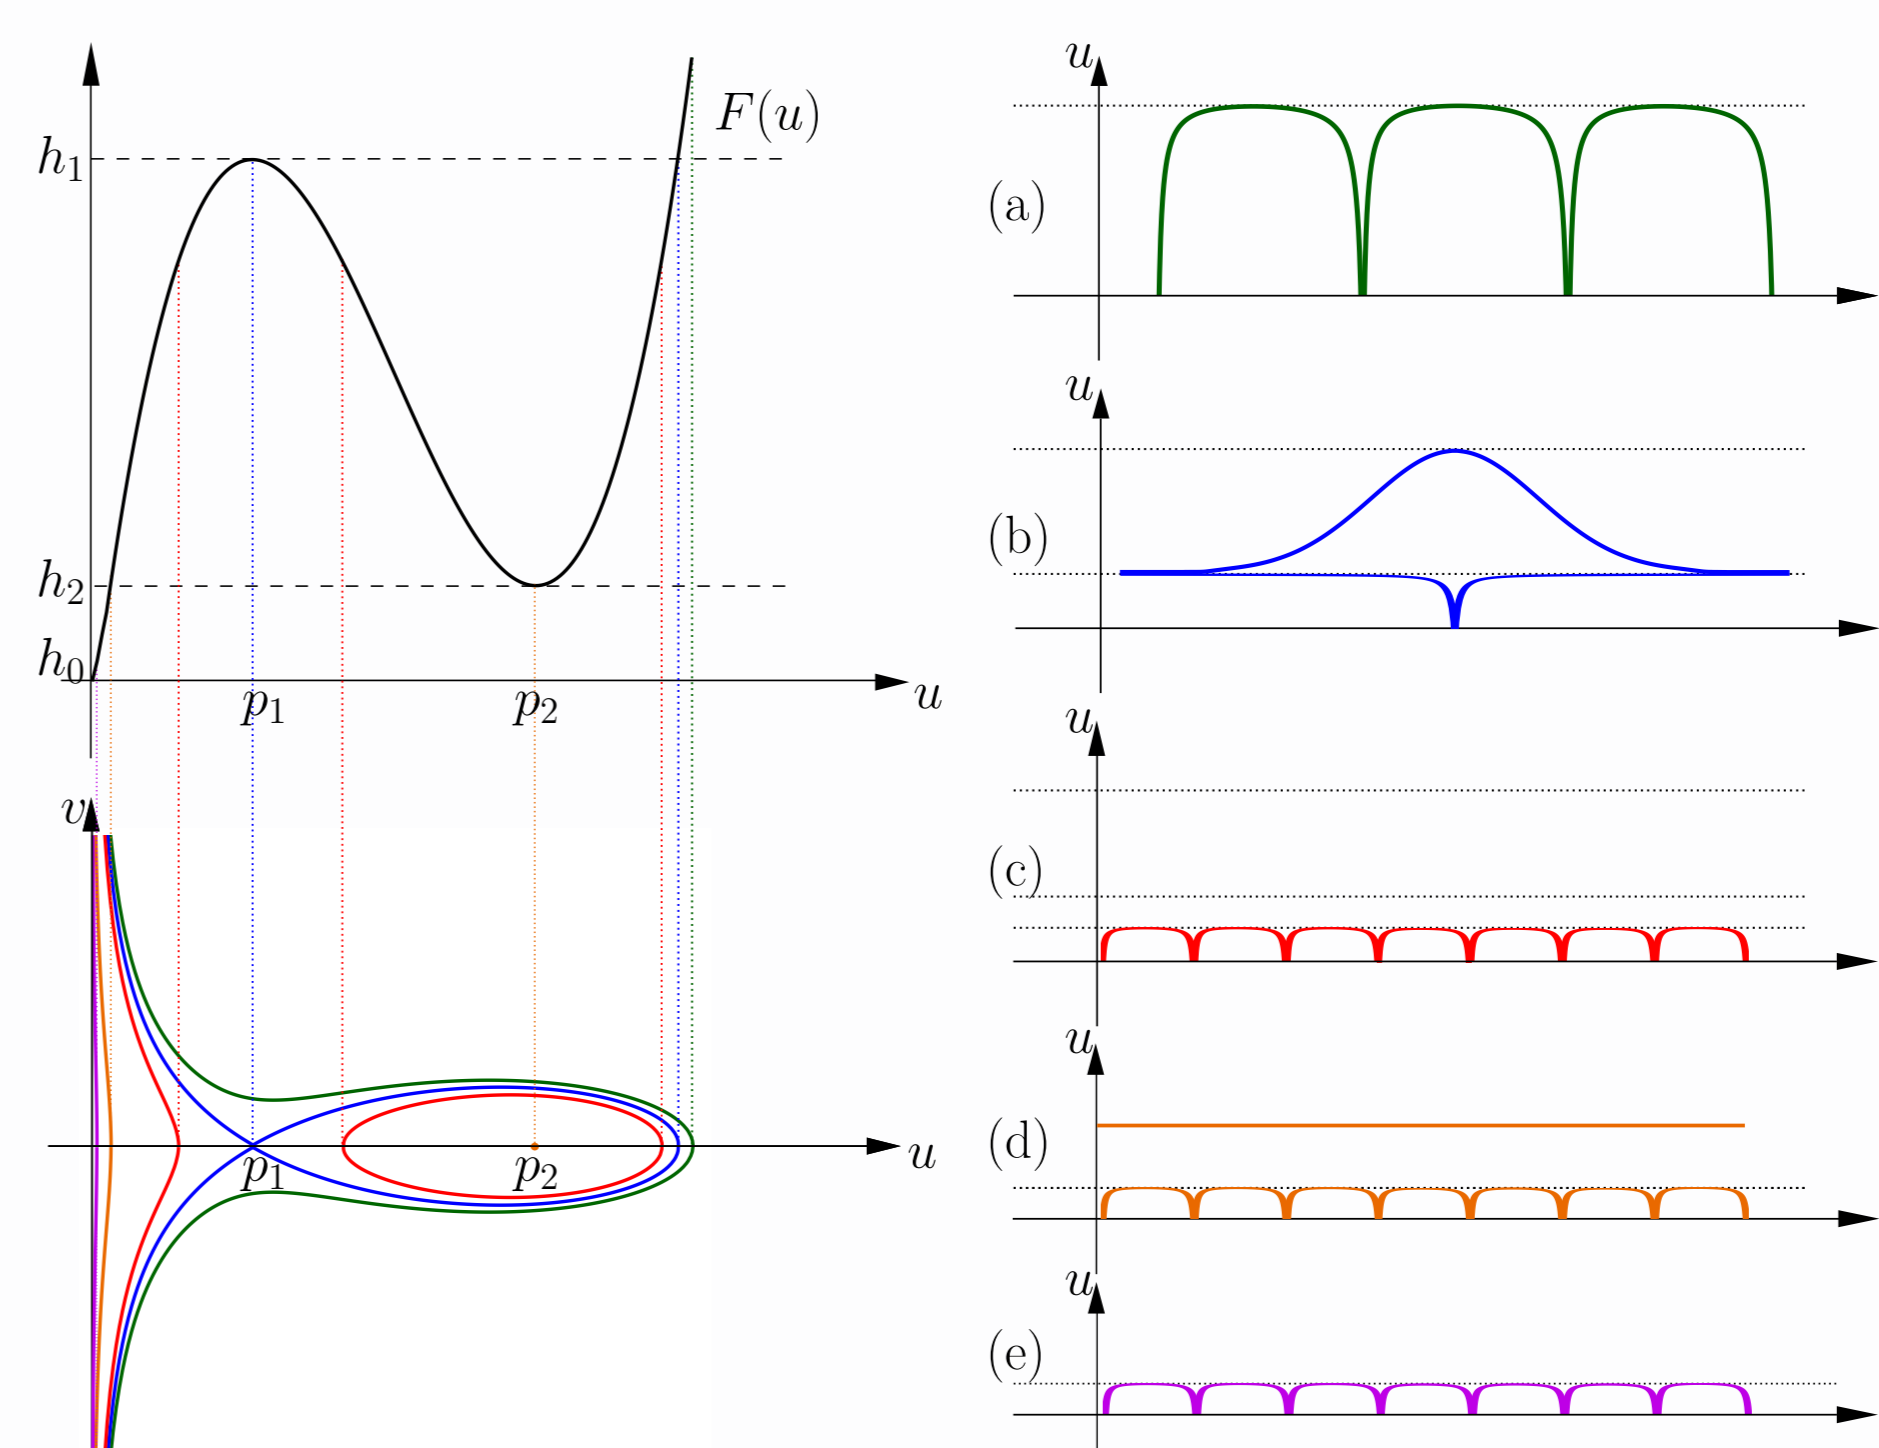 F(u)
h₁
h₂
h₀
p₁
p₂
u
v
p₁
p₂
u
u
(a)
u
(b)
u
(c)
u
(d)
u
(e)